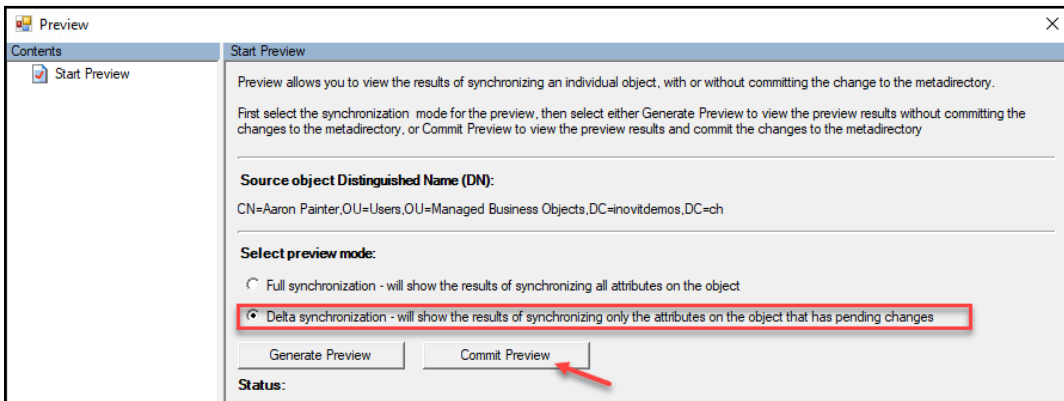 Preview
Contents
Start Preview
Start Preview
Preview allows you to view the results of synchronizing an individual object, with or without committing the change to the metadirectory.
First select the synchronization mode for the preview, then select either Generate Preview to view the preview results without committing the
changes to the metadirectory, or Commit Preview to view the preview results and commit the changes to the metadirectory
Source object Distinguished Name (DN):
CN=Aaron Painter,OU=Users,OU=Managed Business Objects,DC=inovitdemos,DC=ch
Select preview mode:
Full synchronization - will show the results of synchronizing all attributes on the object
Delta synchronization - will show the results of synchronizing only the attributes on the object that has pending changes
Generate Preview
Commit Preview
Status: